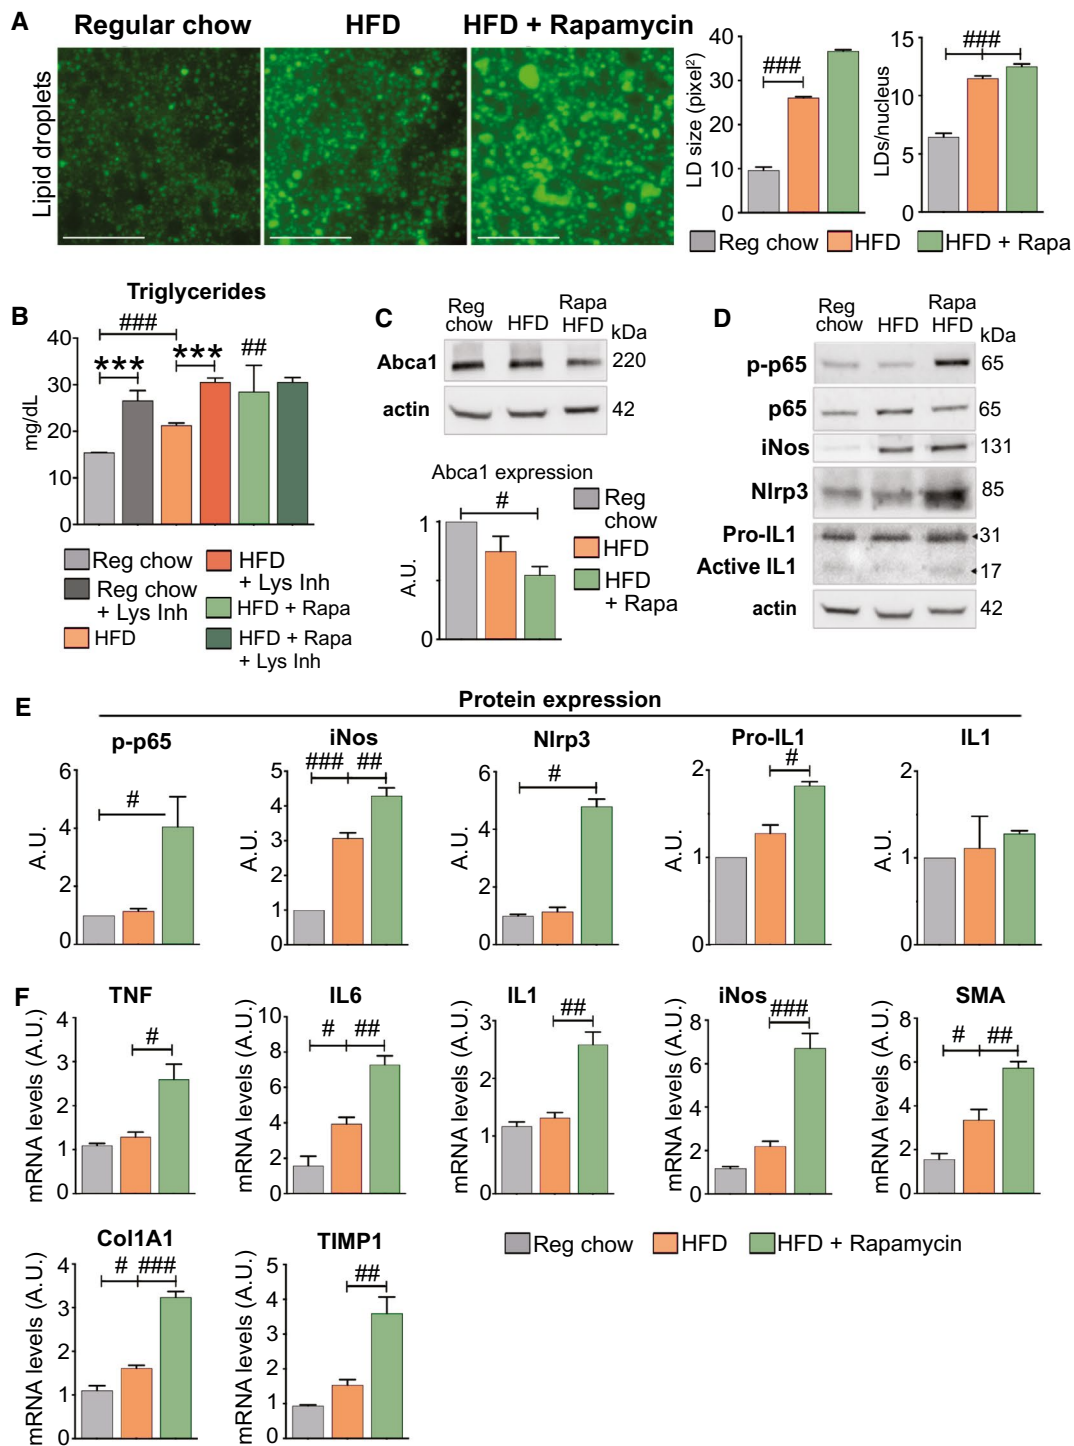 A
Regular chow
HFD
HFD + Rapamycin
Lipid droplets
LD size (pixel²)
40
30
20
10
0
###
LDs/nucleus
15
10
5
0
###
Reg chow
HFD
HFD + Rapa
B
Triglycerides
mg/dL
40
30
20
10
0
###
***
***
##
Reg chow
Reg chow
+ Lys Inh
HFD
HFD
+ Lys Inh
HFD + Rapa
HFD + Rapa
+ Lys Inh
C
Reg
chow
HFD
Rapa
HFD
kDa
Abca1
220
actin
42
Abca1 expression
A.U.
1
0
#
Reg
chow
HFD
HFD
+ Rapa
D
Reg
chow
HFD
Rapa
HFD
kDa
p-p65
65
p65
65
iNos
131
Nlrp3
85
Pro-IL1
31
Active IL1
17
actin
42
E
Protein expression
p-p65
A.U.
6
4
2
0
#
iNos
A.U.
5
4
3
2
1
0
###
##
Nlrp3
A.U.
6
4
2
0
#
Pro-IL1
A.U.
2
1
0
#
IL1
A.U.
2
1
0
F
TNF
mRNA levels (A.U.)
4
3
2
1
0
#
IL6
mRNA levels (A.U.)
10
8
6
4
2
0
#
##
IL1
mRNA levels (A.U.)
3
2
1
0
##
iNos
mRNA levels (A.U.)
8
6
4
2
0
###
SMA
mRNA levels (A.U.)
8
6
4
2
0
#
##
Col1A1
mRNA levels (A.U.)
4
3
2
1
0
#
###
TIMP1
mRNA levels (A.U.)
5
4
3
2
1
0
##
Reg chow
HFD
HFD + Rapamycin